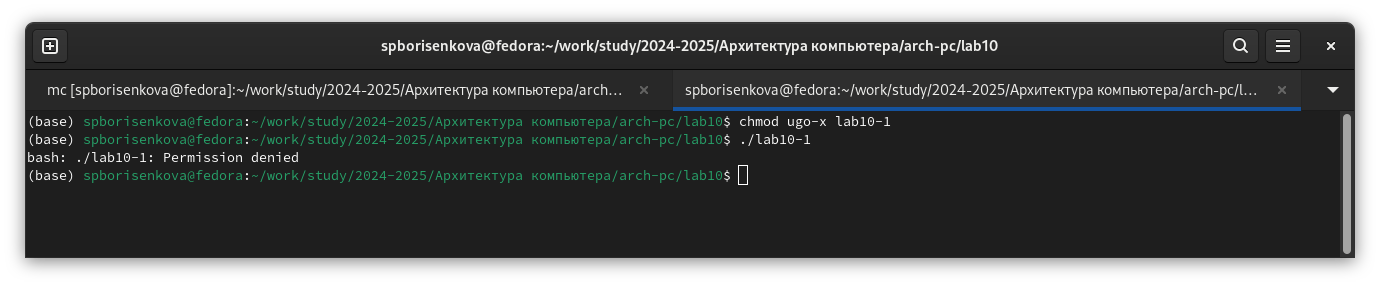 spborisenkova@fedora:~/work/study/2024-2025/Архитектура компьютера/arch-pc/lab10
mc [spborisenkova@fedora]:~/work/study/2024-2025/Архитектура компьютера/arch...
spborisenkova@fedora:~/work/study/2024-2025/Архитектура компьютера/arch-pc/l...
(base) spborisenkova@fedora:~/work/study/2024-2025/Архитектура компьютера/arch-pc/lab10$ chmod ugo-x lab10-1
(base) spborisenkova@fedora:~/work/study/2024-2025/Архитектура компьютера/arch-pc/lab10$ ./lab10-1
bash: ./lab10-1: Permission denied
(base) spborisenkova@fedora:~/work/study/2024-2025/Архитектура компьютера/arch-pc/lab10$